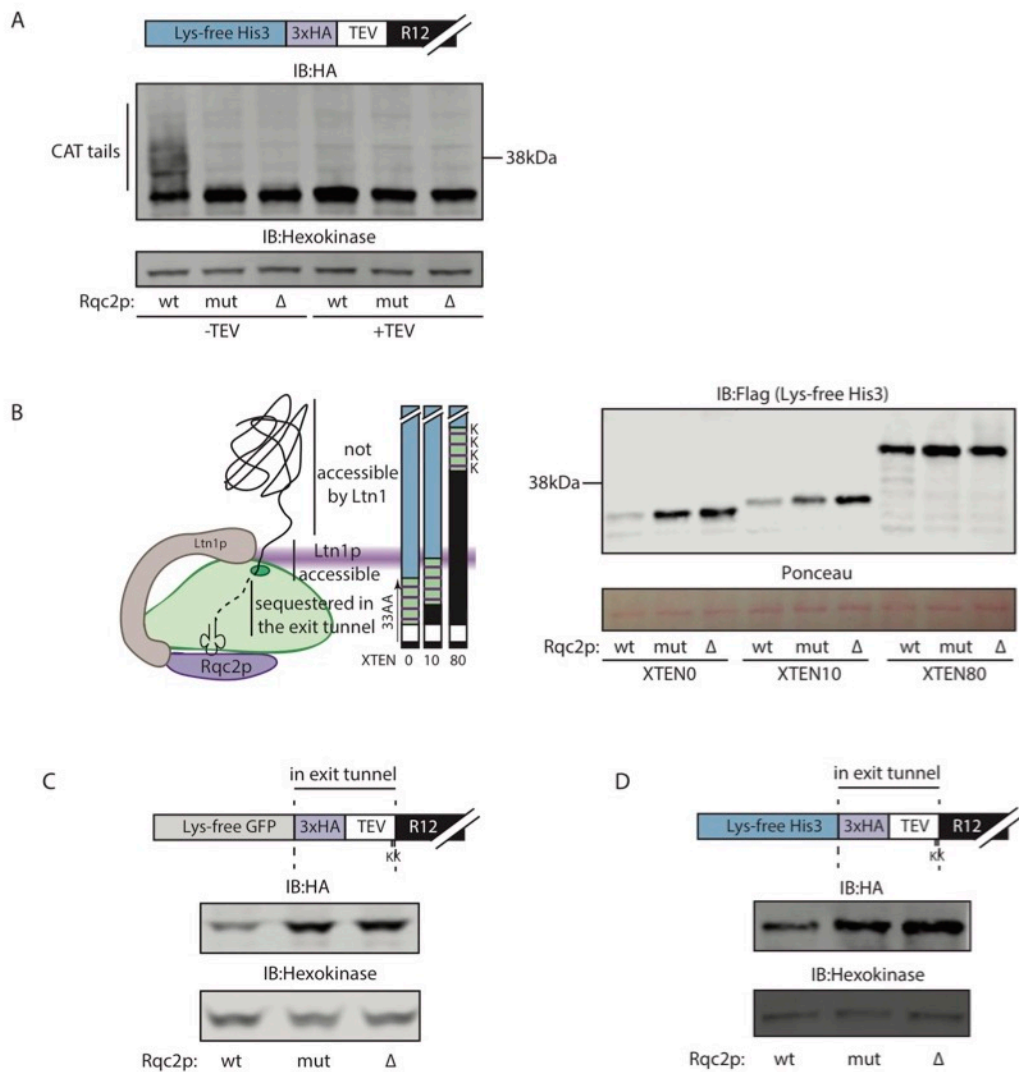 A
Lys-free His3 3xHA TEV R12
IB:HA
CAT tails
38kDa
IB:Hexokinase
Rqc2p: wt mut Δ wt mut Δ
-TEV +TEV
B
Ltn1p
Rqc2p
not
accessible
by Ltn1
Ltn1p
accessible
sequestered in
the exit tunnel
33AA
K
K
K
K
XTEN 0 10 80
IB:Flag (Lys-free His3)
38kDa
Ponceau
Rqc2p: wt mut Δ wt mut Δ wt mut Δ
XTEN0 XTEN10 XTEN80
C
in exit tunnel
Lys-free GFP 3xHA TEV R12
KK
IB:HA
IB:Hexokinase
Rqc2p: wt mut Δ
D
in exit tunnel
Lys-free His3 3xHA TEV R12
KK
IB:HA
IB:Hexokinase
Rqc2p: wt mut Δ